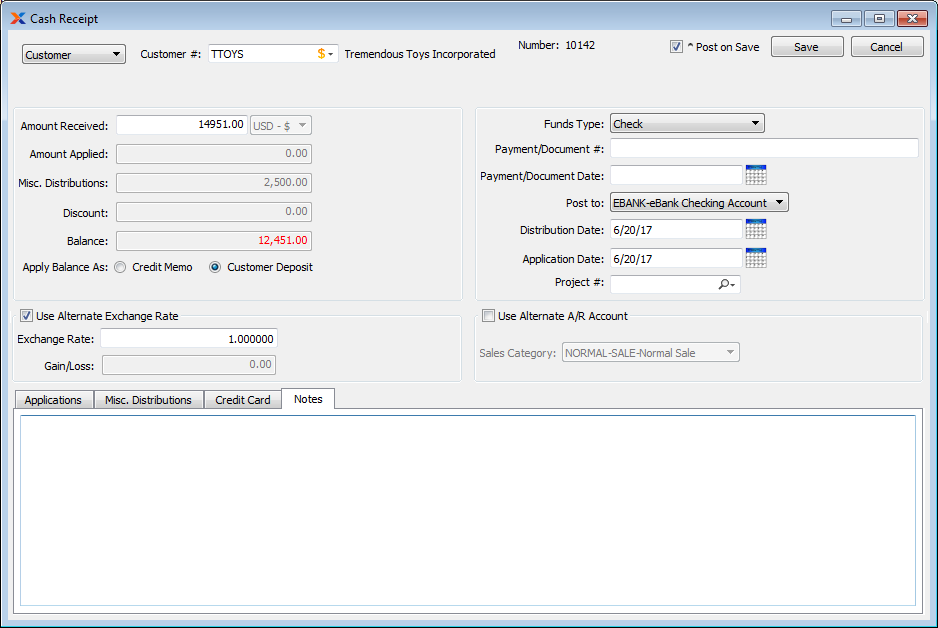 Cash Receipt
Customer Customer #: TTOYS $ Tremendous Toys Incorporated Number: 10142 ^ Post on Save Save Cancel
Amount Received: 14951.00 USD - $
Amount Applied: 0.00
Misc. Distributions: 2,500.00
Discount: 0.00
Balance: 12,451.00
Apply Balance As: Credit Memo Customer Deposit
Funds Type: Check
Payment/Document #:
Payment/Document Date:
Post to: EBANK-eBank Checking Account
Distribution Date: 6/20/17
Application Date: 6/20/17
Project #:
Use Alternate Exchange Rate
Exchange Rate: 1.000000
Gain/Loss: 0.00
Use Alternate A/R Account
Sales Category: NORMAL-SALE-Normal Sale
Applications Misc. Distributions Credit Card Notes